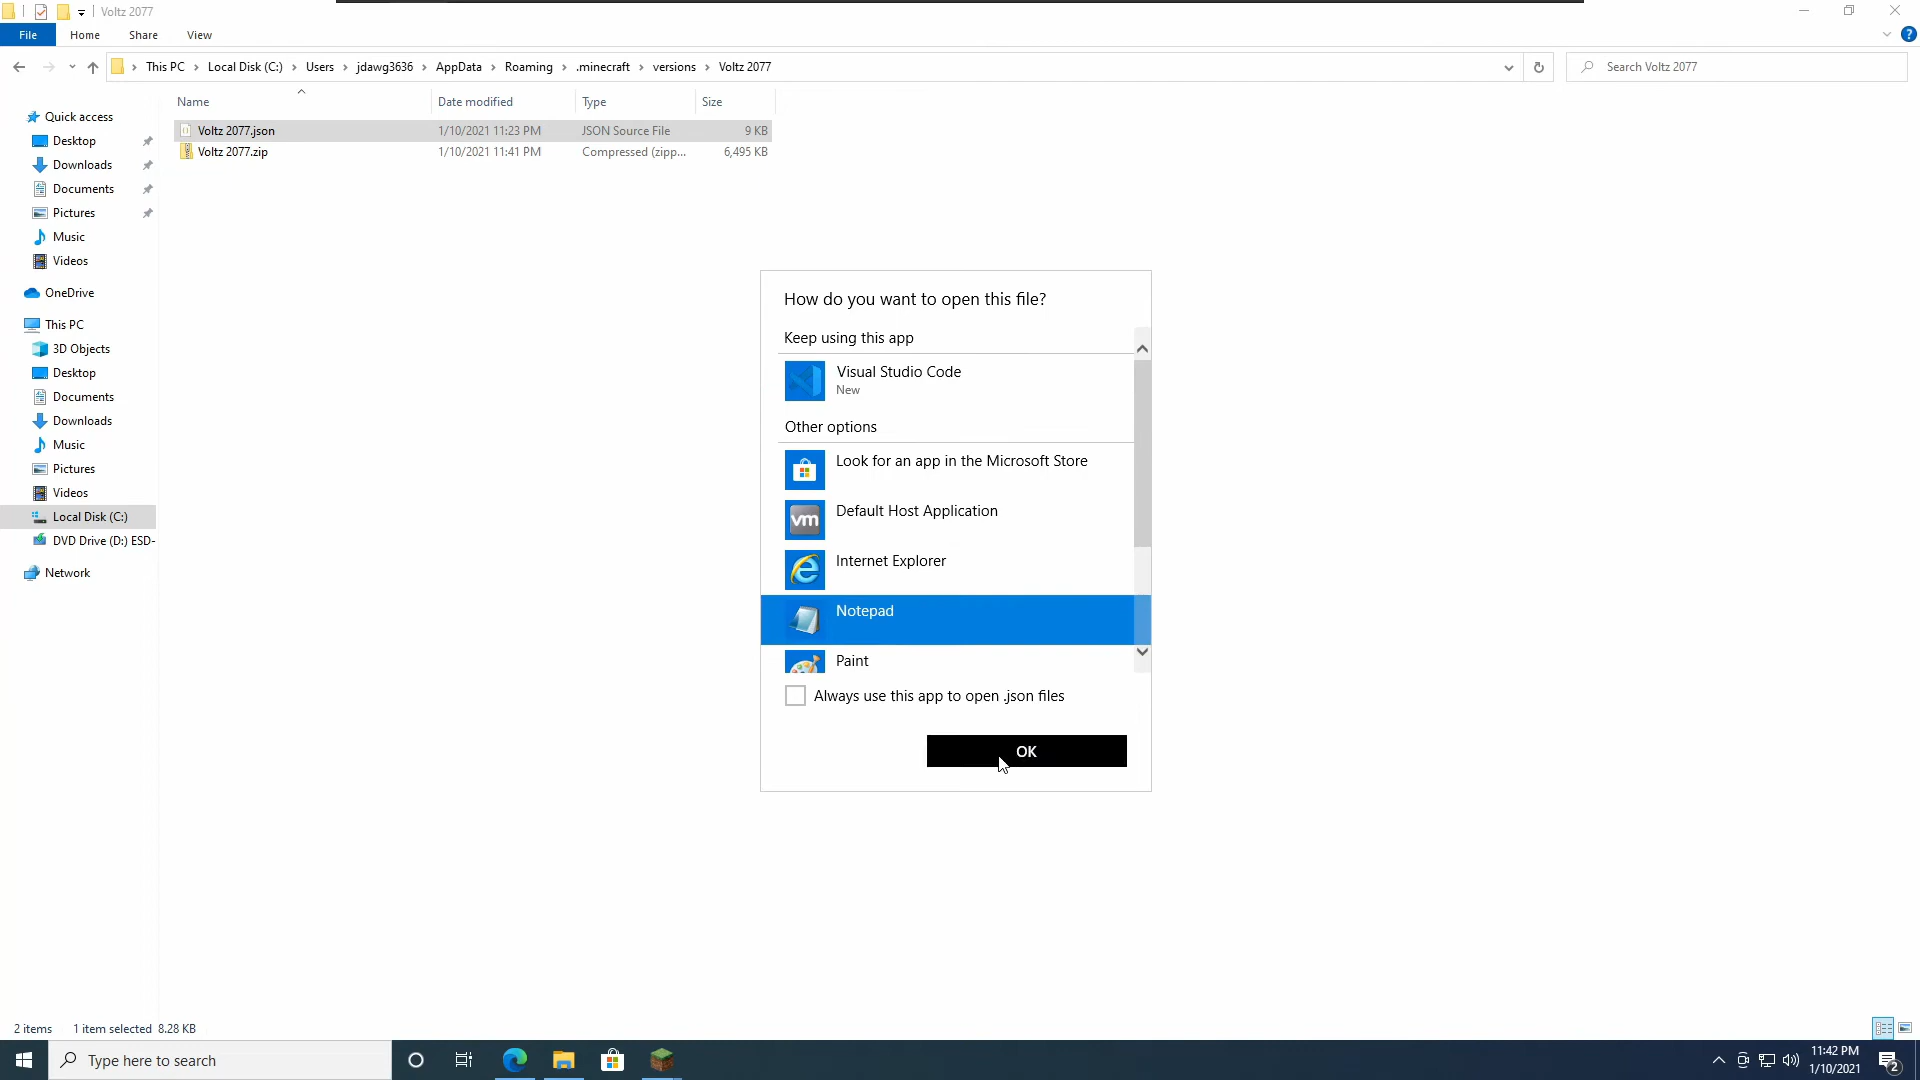 Voltz 2077
File Home Share View
This PC Local Disk (C:) Users jdawg3636 AppData Roaming .minecraft versions Voltz 2077
Search Voltz 2077
Name Date modified Type Size
Voltz 2077.json 1/10/2021 11:23 PM JSON Source File 9 KB
Voltz 2077.zip 1/10/2021 11:41 PM Compressed (zipp... 6,495 KB
Quick access
Desktop
Downloads
Documents
Pictures
Music
Videos
OneDrive
This PC
3D Objects
Desktop
Documents
Downloads
Music
Pictures
Videos
Local Disk (C:)
DVD Drive (D:) ESD-
Network
How do you want to open this file?
Keep using this app
Visual Studio Code
New
Other options
Look for an app in the Microsoft Store
vm
Default Host Application
Internet Explorer
Notepad
Paint
Always use this app to open .json files
OK
2 items 1 item selected 8.28 KB
Type here to search
11:42 PM
1/10/2021
2